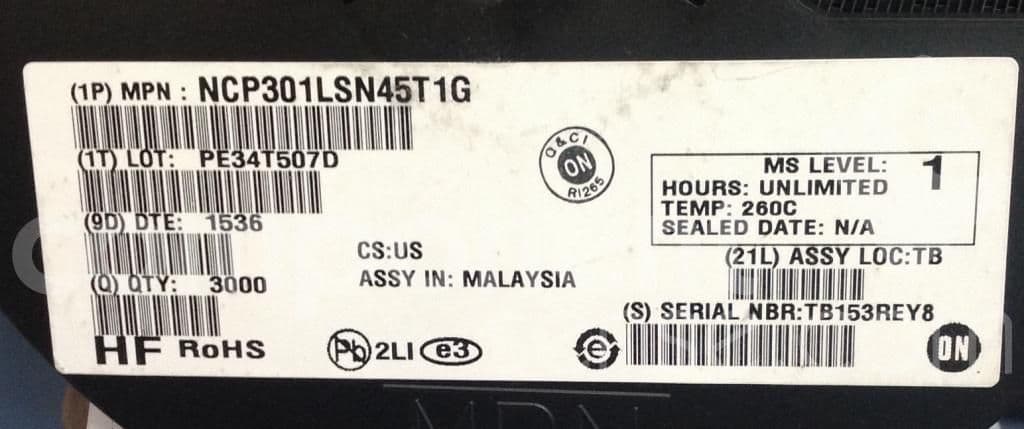 (1P) MPN : NCP301LSN45T1G
(1T) LOT: PE34T507D
(9D) DTE: 1536
(Q) QTY: 3000
HF RoHS
CS:US
ASSY IN: MALAYSIA
Pb 2LI e3
Q & C I
ON
RI265
MS LEVEL: 1
HOURS: UNLIMITED
TEMP: 260C
SEALED DATE: N/A
(21L) ASSY LOC:TB
(S) SERIAL NBR:TB153REY8
e
ON